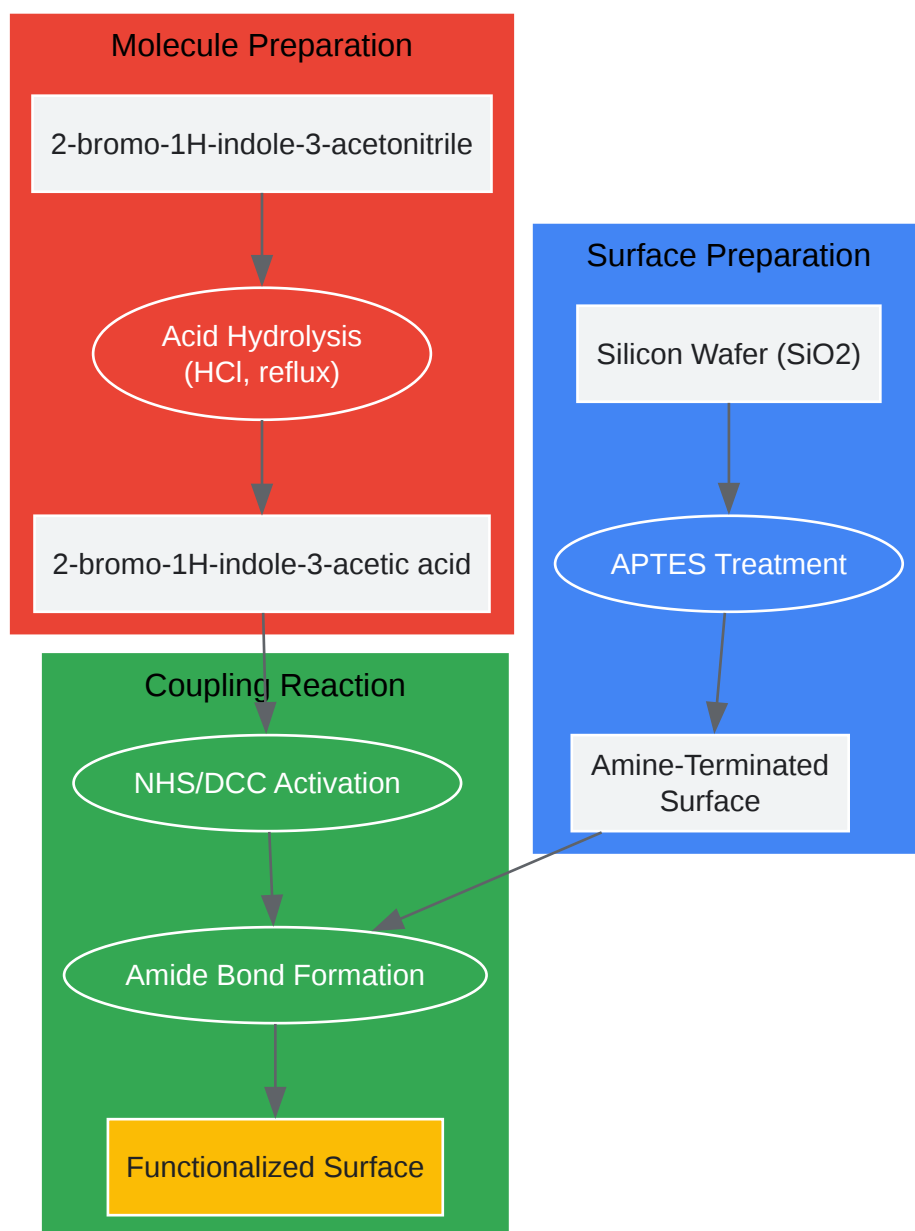 Molecule Preparation
2-bromo-1H-indole-3-acetonitrile
Acid Hydrolysis
(HCl, reflux)
2-bromo-1H-indole-3-acetic acid
Surface Preparation
Silicon Wafer (SiO2)
APTES Treatment
Amine-Terminated
Surface
Coupling Reaction
NHS/DCC Activation
Amide Bond Formation
Functionalized Surface